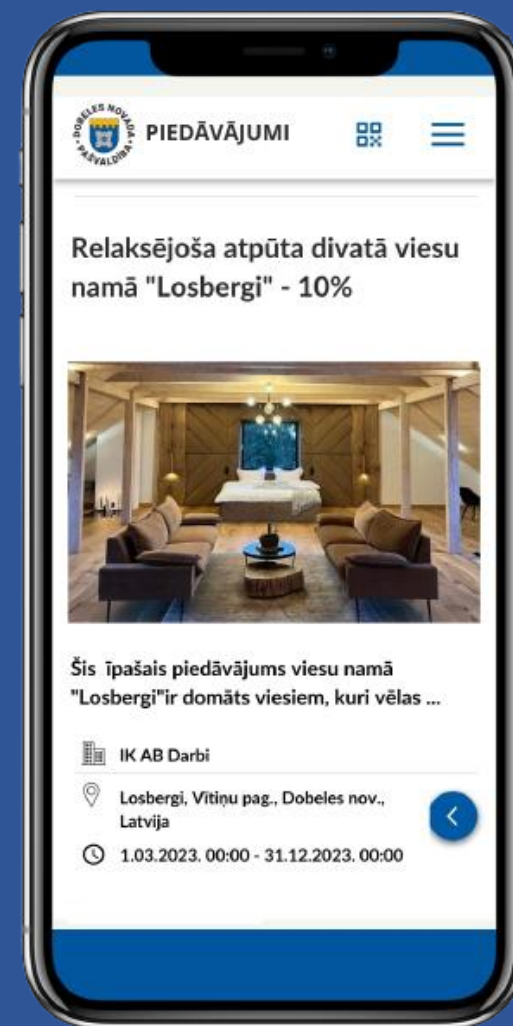 DOBELES NOVADA
PAŠVALDĪBA
PIEDĀVĀJUMI
Relaksējoša atpūta divatā viesu
namā "Losbergi" - 10%
Šis īpašais piedāvājums viesu namā
"Losbergi"ir domāts viesiem, kuri vēlas ...
IK AB Darbi
Losbergi, Vītiņu pag., Dobeles nov.,
Latvija
1.03.2023. 00:00 - 31.12.2023. 00:00